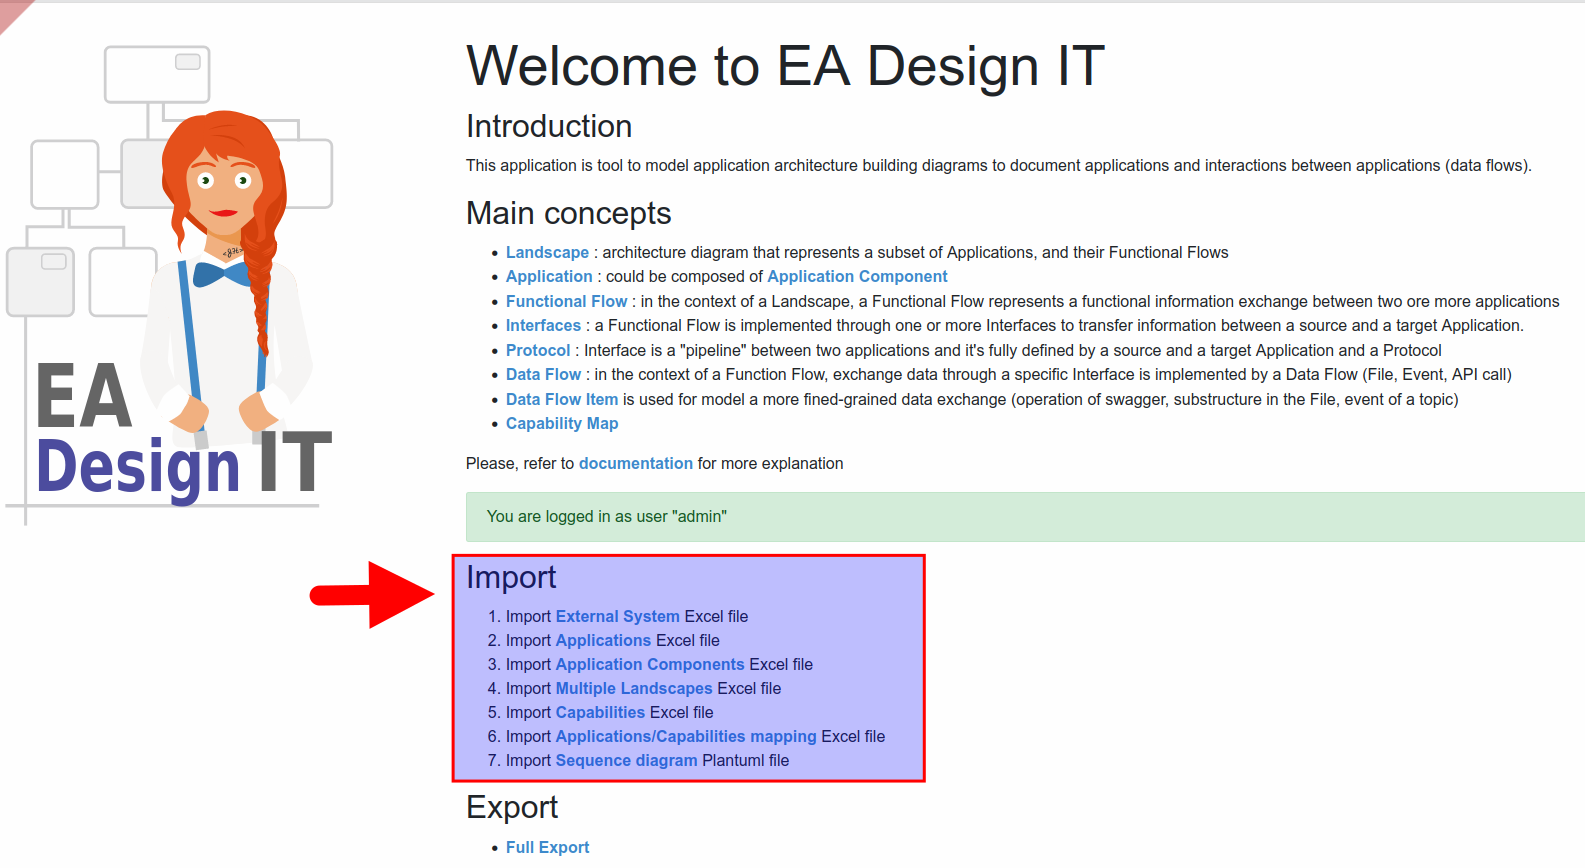 Welcome to EA Design IT
Introduction
This application is tool to model application architecture building diagrams to document applications and interactions between applications (data flows).
Main concepts
• Landscape : architecture diagram that represents a subset of Applications, and their Functional Flows
• Application : could be composed of Application Component
• Functional Flow : in the context of a Landscape, a Functional Flow represents a functional information exchange between two ore more applications
• Interfaces : a Functional Flow is implemented through one or more Interfaces to transfer information between a source and a target Application.
• Protocol : Interface is a "pipeline" between two applications and it's fully defined by a source and a target Application and a Protocol
• Data Flow : in the context of a Function Flow, exchange data through a specific Interface is implemented by a Data Flow (File, Event, API call)
• Data Flow Item is used for model a more fined-grained data exchange (operation of swagger, substructure in the File, event of a topic)
• Capability Map
Please, refer to documentation for more explanation
You are logged in as user "admin"
Import
1. Import External System Excel file
2. Import Applications Excel file
3. Import Application Components Excel file
4. Import Multiple Landscapes Excel file
5. Import Capabilities Excel file
6. Import Applications/Capabilities mapping Excel file
7. Import Sequence diagram Plantuml file
Export
• Full Export
EA
Design IT